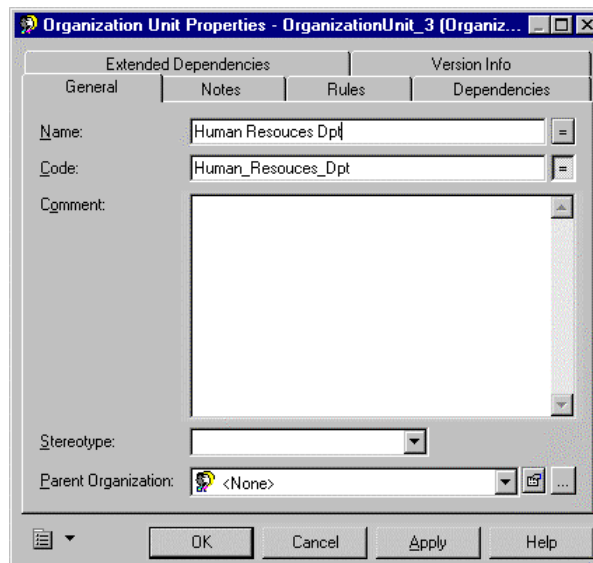 Organization Unit Properties - OrganizationUnit_3 (Organiz...
Extended Dependencies Version Info
General Notes Rules Dependencies
Name: Human Resouces Dpt =
Code: Human_Resouces_Dpt =
Comment:
Stereotype:
Parent Organization: <None> ...
OK Cancel Apply Help